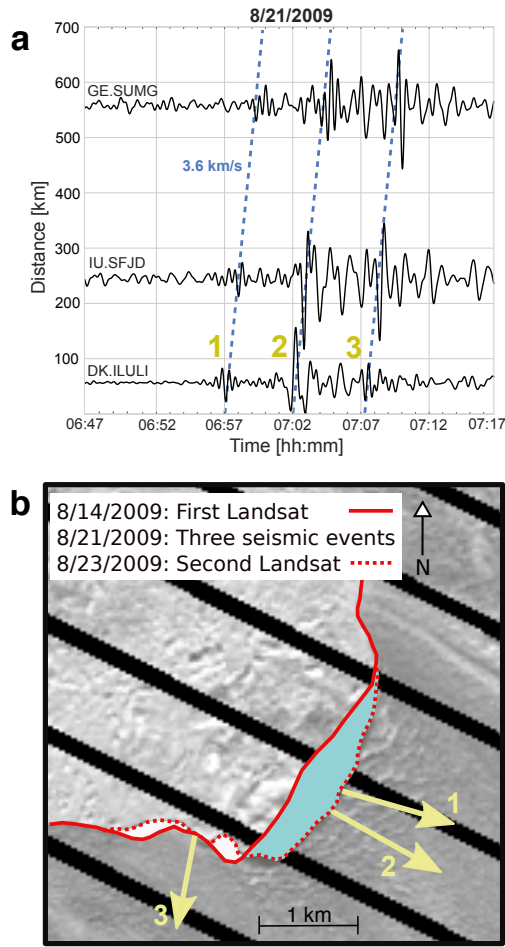 a
8/21/2009
700
600
500
400
300
200
100
Distance [km]
GE.SUMG
3.6 km/s
IU.SFJD
1
2
3
DK.ILULI
06:47
06:52
06:57
07:02
07:07
07:12
07:17
Time [hh:mm]
b
8/14/2009: First Landsat
8/21/2009: Three seismic events
8/23/2009: Second Landsat
N
1
2
3
1 km